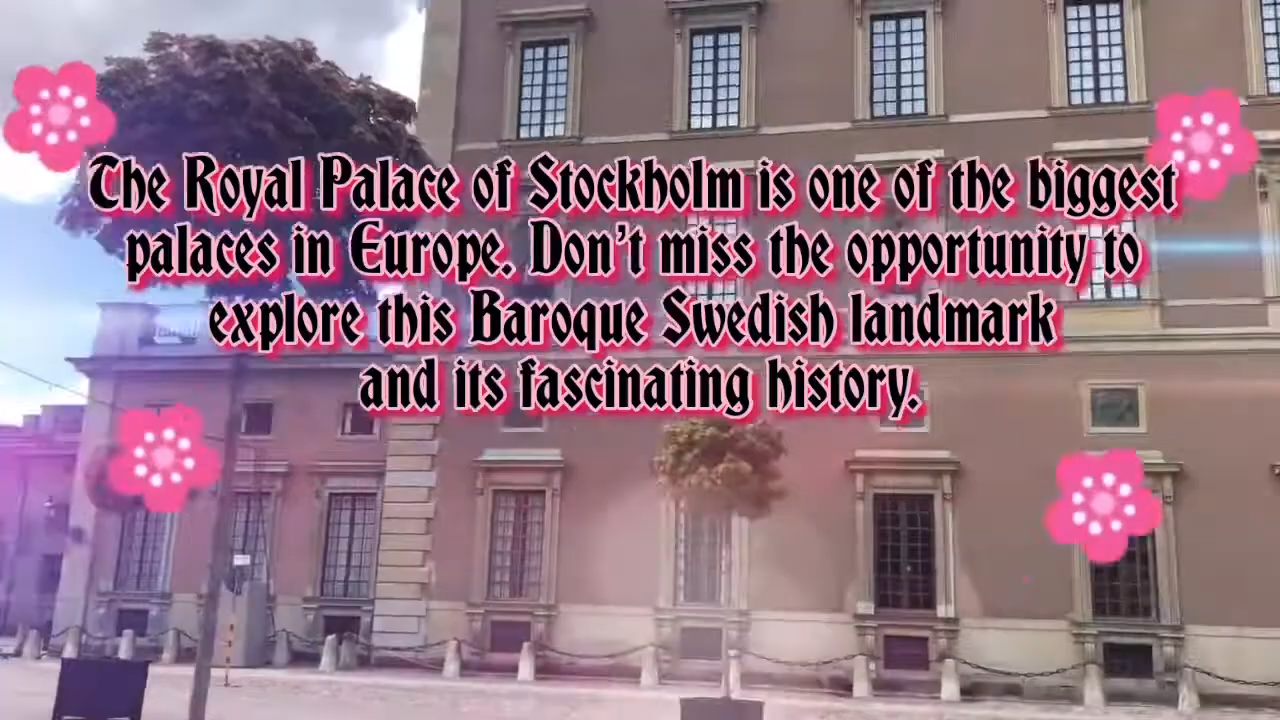 The Royal Palace of Stockholm is one of the biggest
palaces in Europe. Don't miss the opportunity to
explore this Baroque Swedish landmark
and its fascinating history.